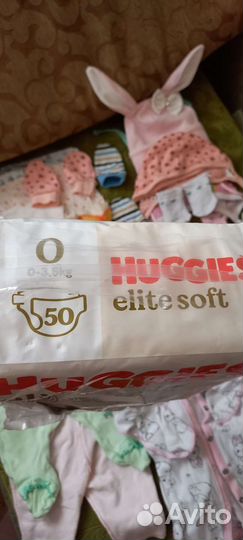 0
0-3,5kg
50
HUGGIES
elite soft
HUGGIES
Avito